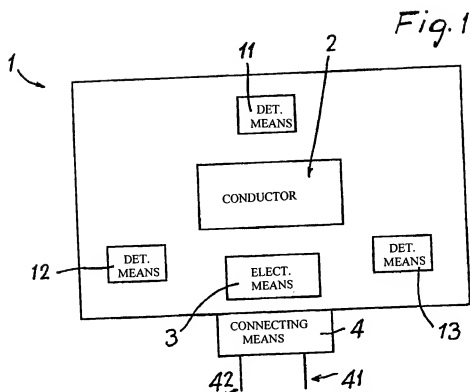 Fig. 1
1
11
2
DET.
MEANS
CONDUCTOR
12
DET.
MEANS
ELECT.
MEANS
DET.
MEANS
3
CONNECTING
MEANS
4
13
42
41